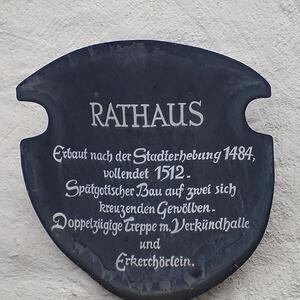 RATHAUS
Erbaut nach der Stadterhebung 1484,
vollendet 1512.
Spätgotischer Bau auf zwei sich
kreuzenden Gewölben.
Doppelzügige Treppe m. Verkündhalle
und
Erkerchörlein.